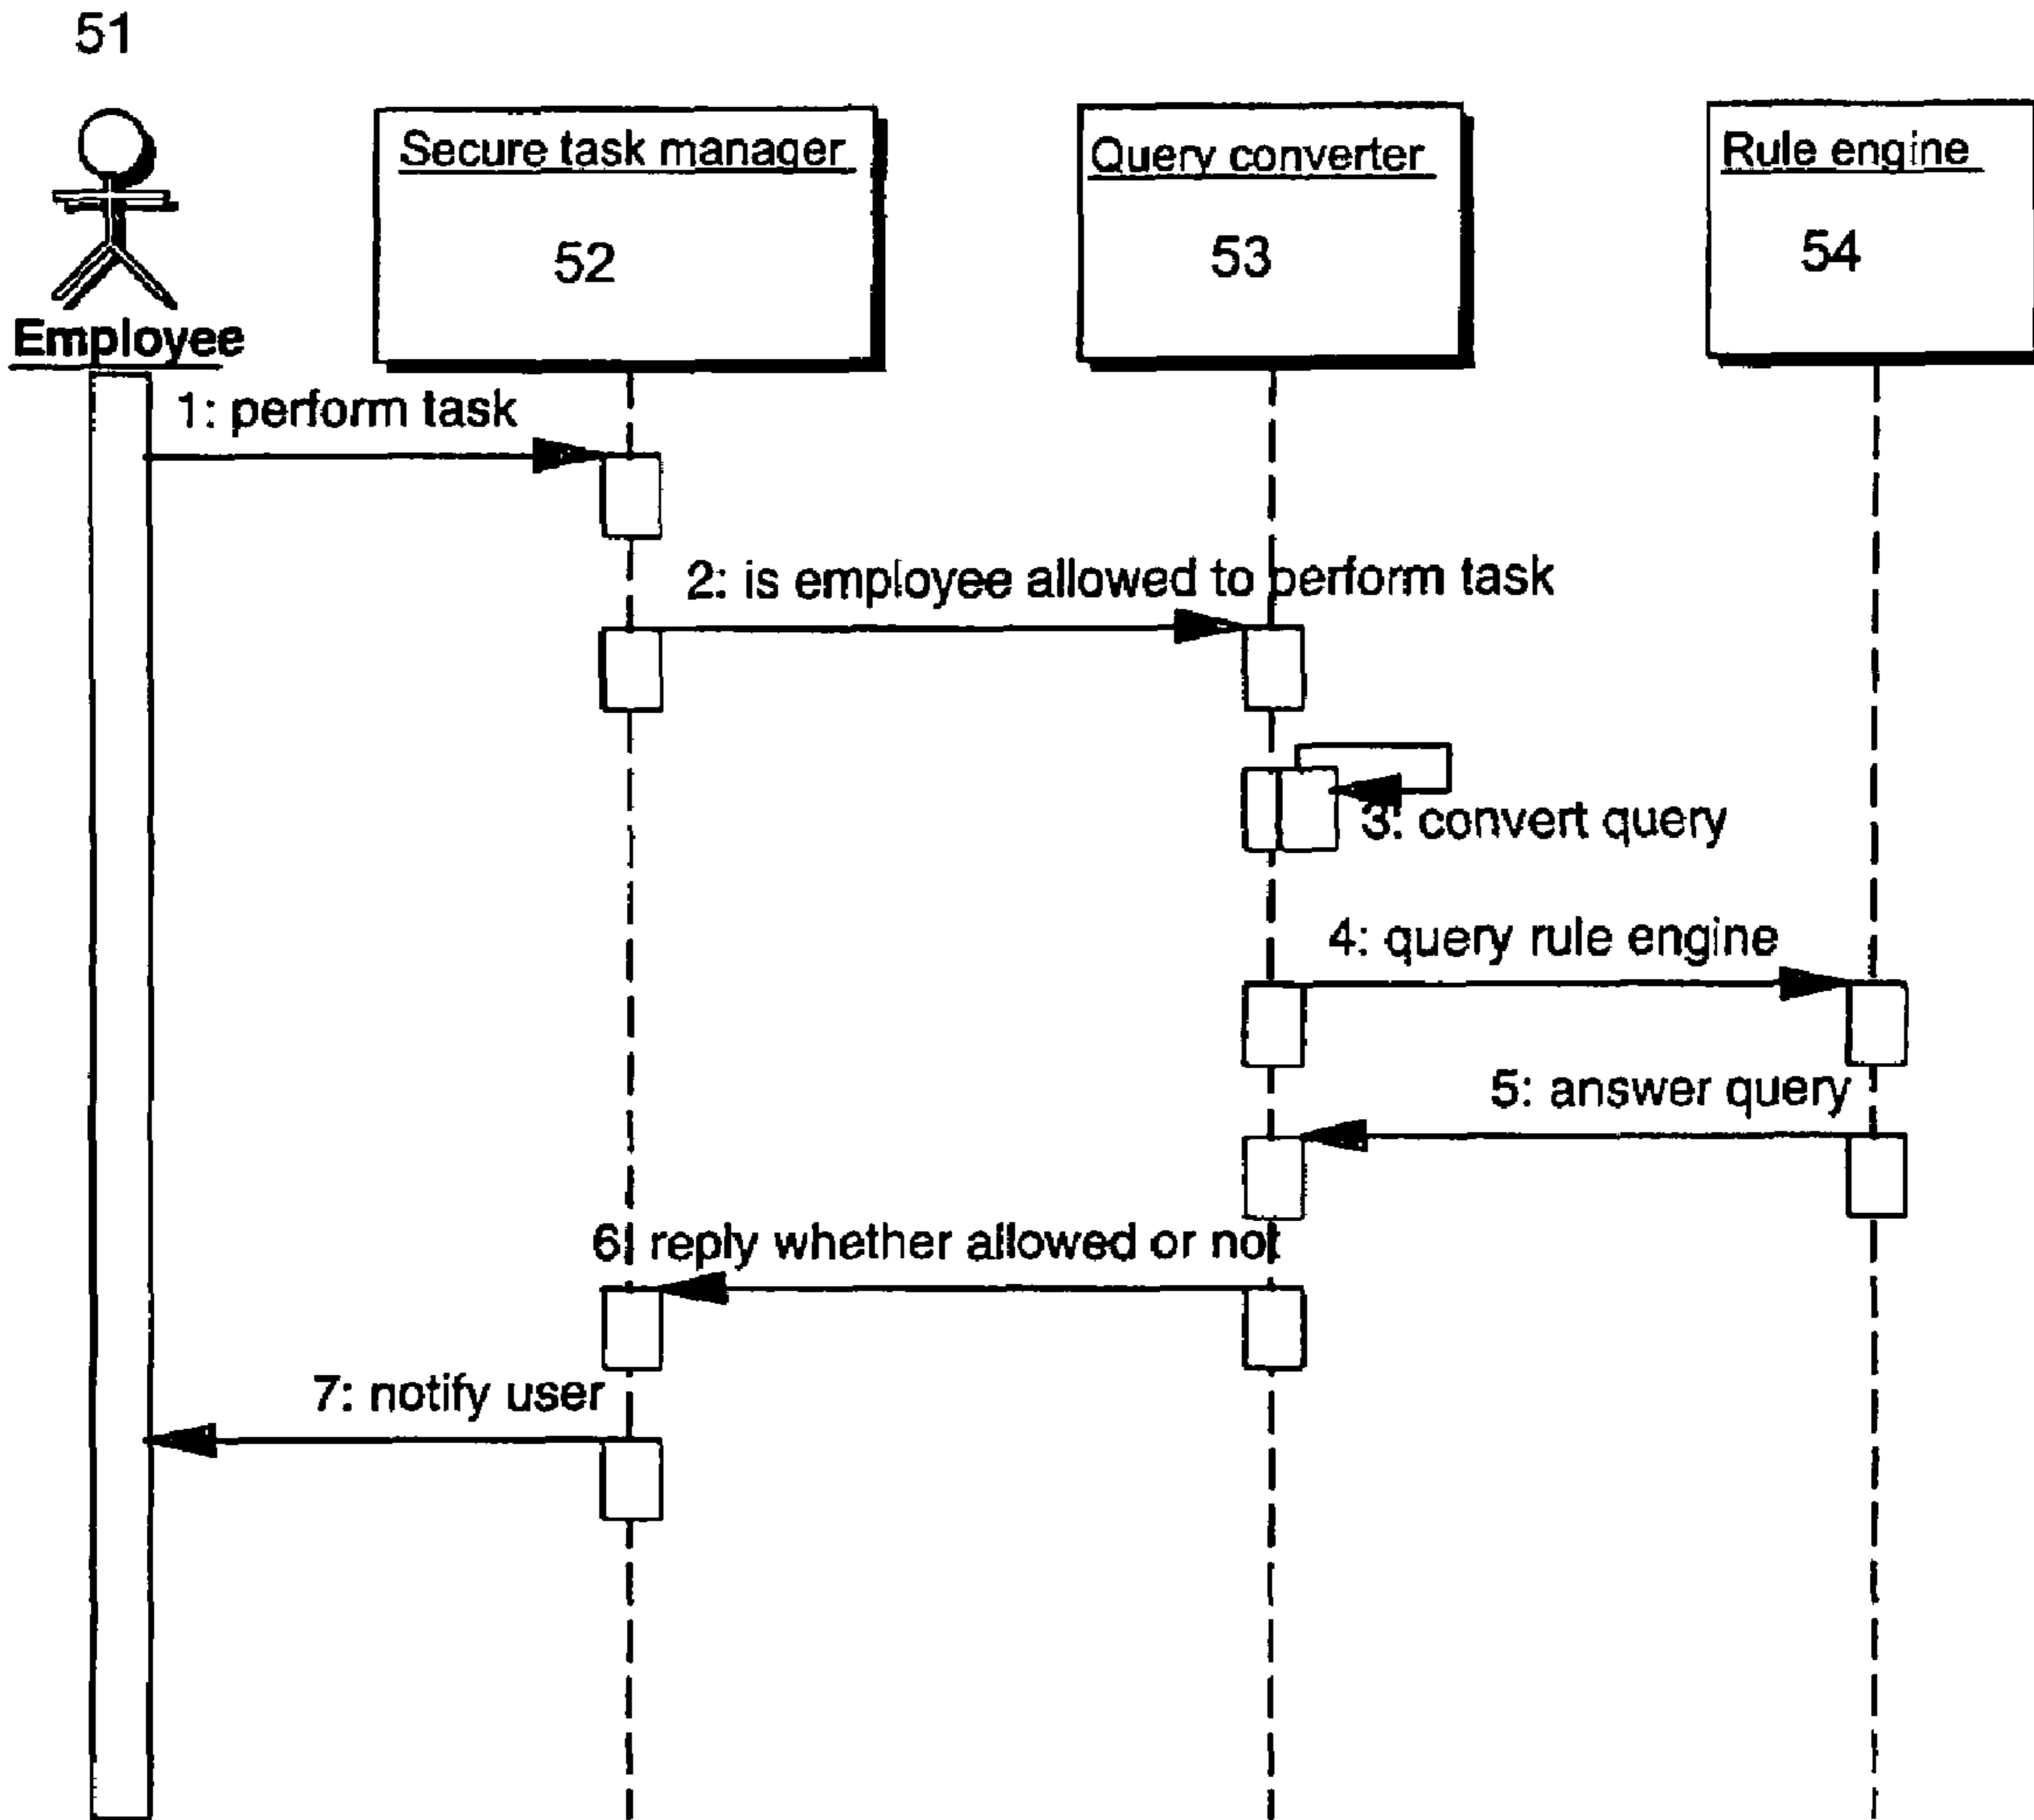 51
Secure task manager
Query converter
Rule engine
52
53
54
Employee
1: perform task
2: is employee allowed to perform task
3: convert query
4: query rule engine
5: answer query
6: reply whether allowed or not
7: notify user